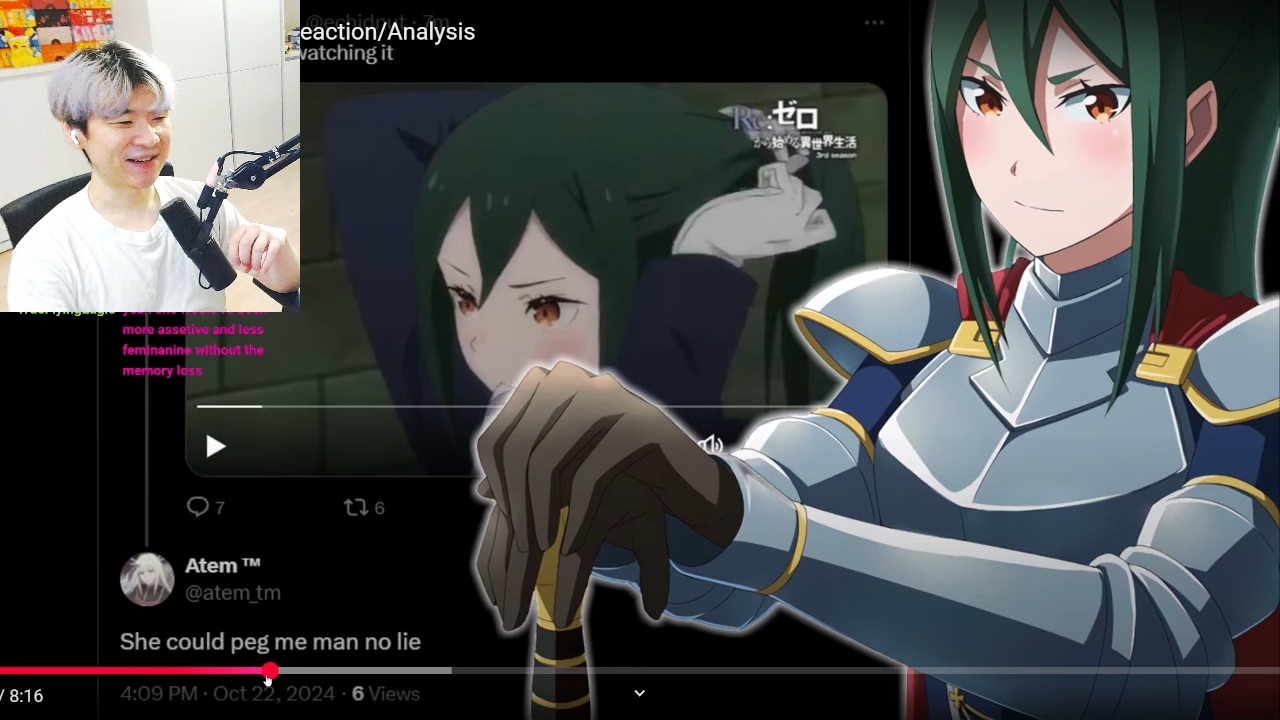 @echidnut · 7m
eaction/Analysis
watching it
Re:ゼロ
から始める異世界生活
3rd season
more assetive and less
feminanine without the
memory loss
7
6
Atem ™
@atem_tm
She could peg me man no lie
/ 8:16
4:09 PM · Oct 22, 2024 · 6 Views